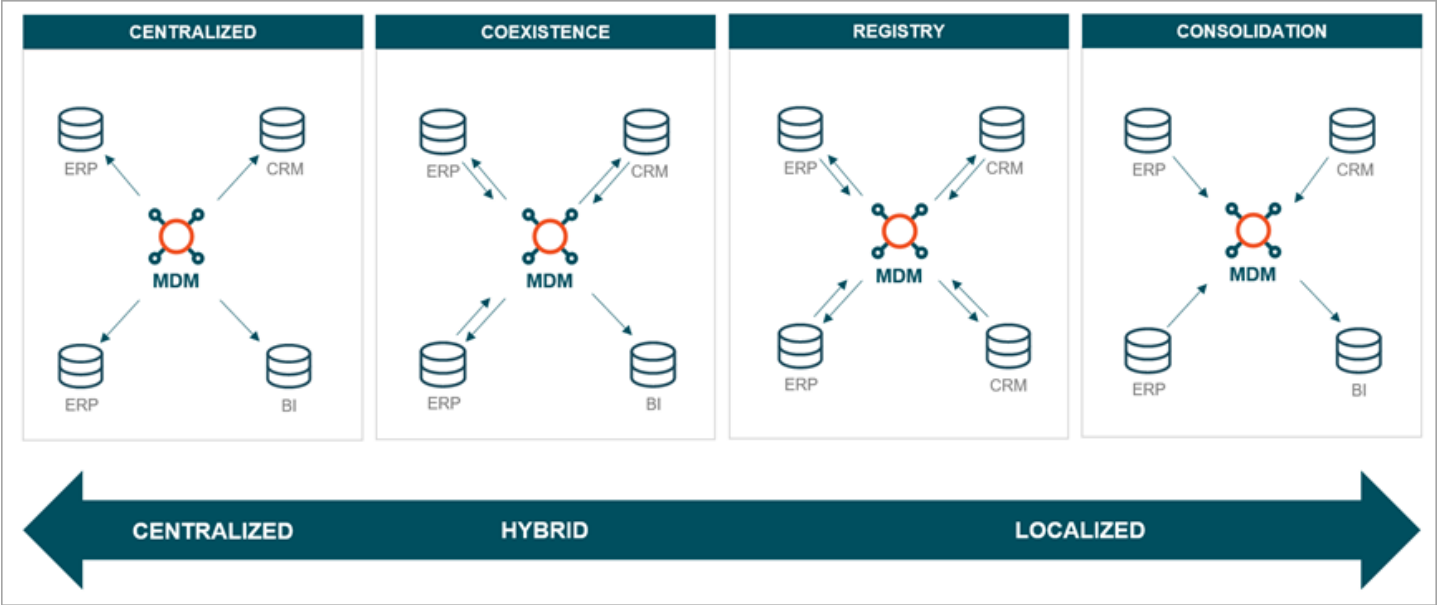 CENTRALIZED
ERP
CRM
MDM
ERP
BI
COEXISTENCE
ERP
CRM
MDM
ERP
BI
REGISTRY
ERP
CRM
MDM
ERP
CRM
CONSOLIDATION
ERP
CRM
MDM
ERP
BI
CENTRALIZED
HYBRID
LOCALIZED